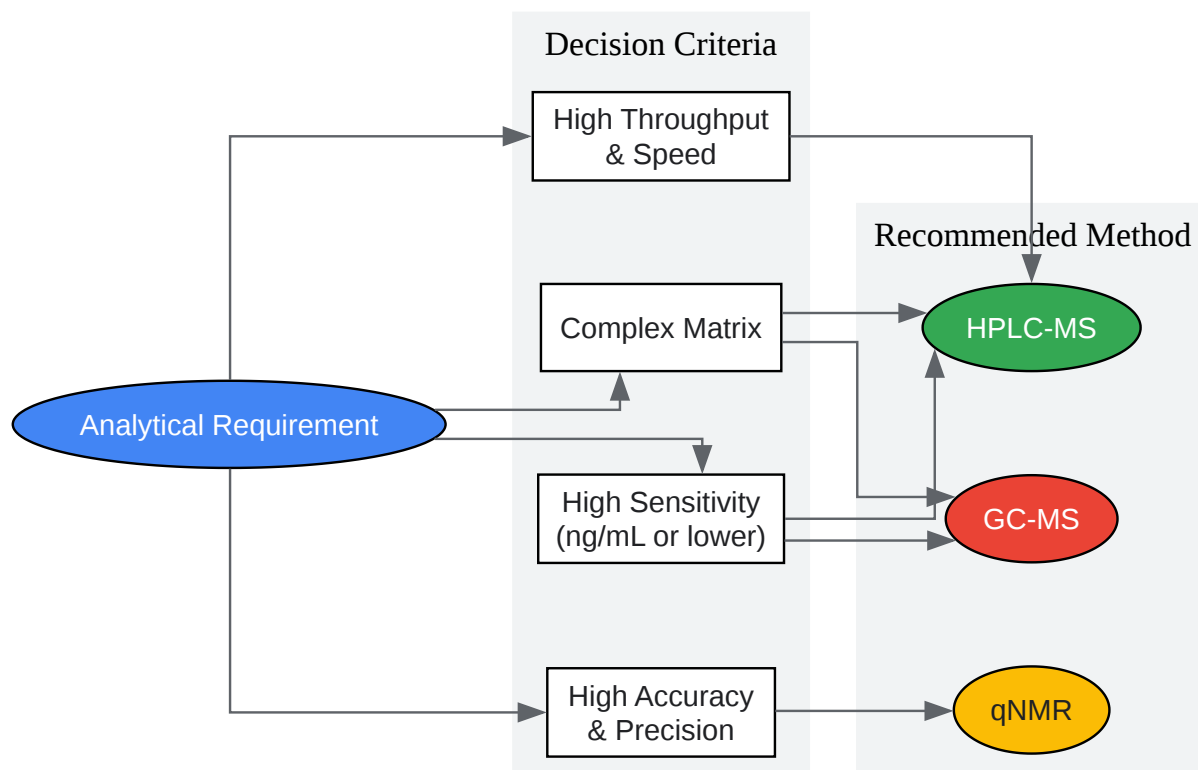 Decision Criteria
High Throughput
& Speed
Recommended Method
Complex Matrix
HPLC-MS
Analytical Requirement
High Sensitivity
(ng/mL or lower)
GC-MS
High Accuracy
& Precision
qNMR